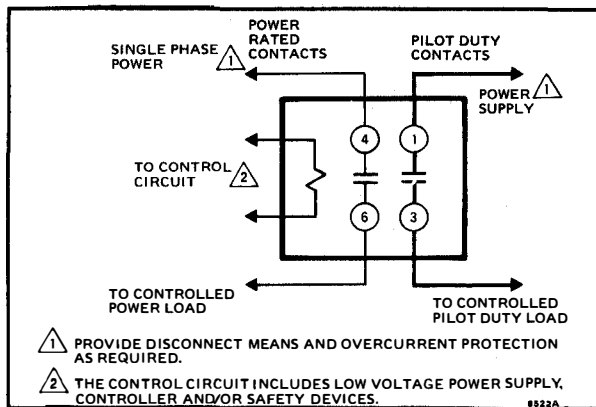 POWER
RATED
CONTACTS
SINGLE PHASE
POWER
1
PILOT DUTY
CONTACTS
POWER
SUPPLY
1
4
1
TO CONTROL
CIRCUIT
2
6
3
TO CONTROLLED
POWER LOAD
TO CONTROLLED
PILOT DUTY LOAD
1 PROVIDE DISCONNECT MEANS AND OVERCURRENT PROTECTION
AS REQUIRED.
2 THE CONTROL CIRCUIT INCLUDES LOW VOLTAGE POWER SUPPLY,
CONTROLLER AND/OR SAFETY DEVICES.
8522A